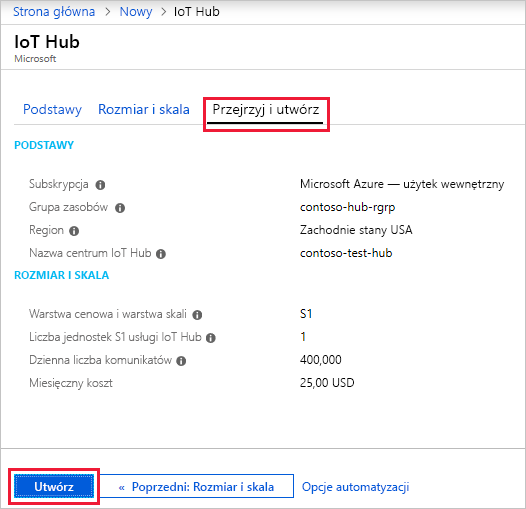 Strona główna > Nowy > IoT Hub
IoT Hub
Microsoft
Podstawy Rozmiar i skala Przejrzyj i utwórz
PODSTAWY
Subskrypcja Microsoft Azure — użytek wewnętrzny
Grupa zasobów contoso-hub-rgrp
Region Zachodnie stany USA
Nazwa centrum IoT Hub contoso-test-hub
ROZMIAR I SKALA
Warstwa cenowa i warstwa skali S1
Liczba jednostek S1 usługi IoT Hub 1
Dzienna liczba komunikatów 400,000
Miesięczny koszt 25,00 USD
Utwórz « Poprzedni: Rozmiar i skala Opcje automatyzacji